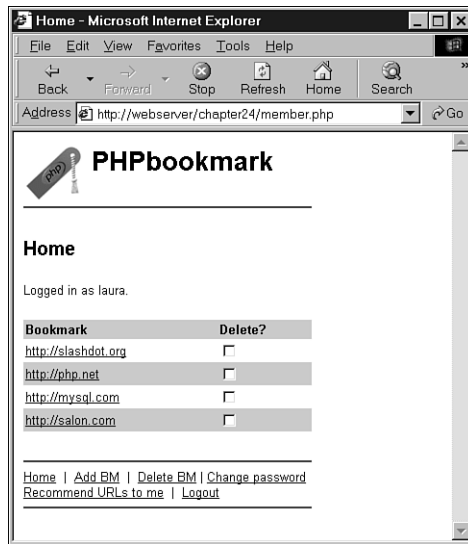 Home - Microsoft Internet Explorer
File Edit View Favorites Tools Help
Back Forward Stop Refresh Home Search »
Address http://webserver/chapter24/member.php Go
php
PHPbookmark
Home
Logged in as laura.
Bookmark Delete?
http://slashdot.org
http://php.net
http://mysql.com
http://salon.com
Home | Add BM | Delete BM | Change password
Recommend URLs to me | Logout